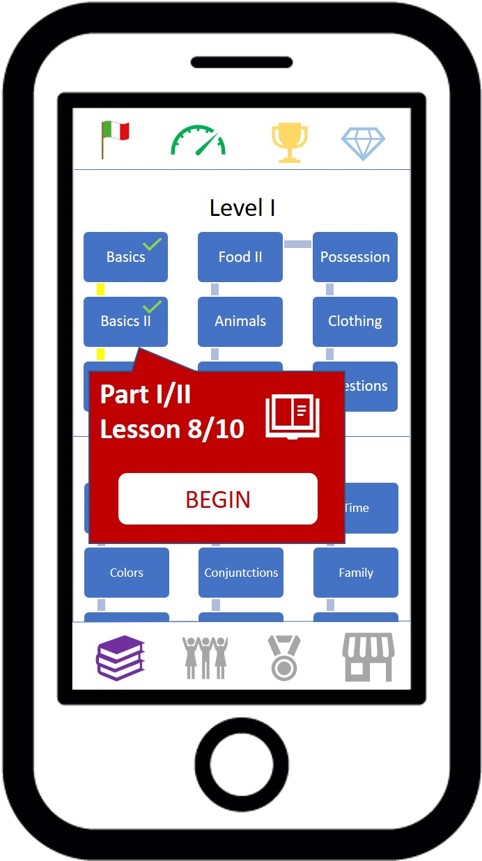 Level I
Basics
Food II
Possession
Basics II
Animals
Clothing
estions
Part I/II
Lesson 8/10
BEGIN
Time
Colors
Conjuntctions
Family